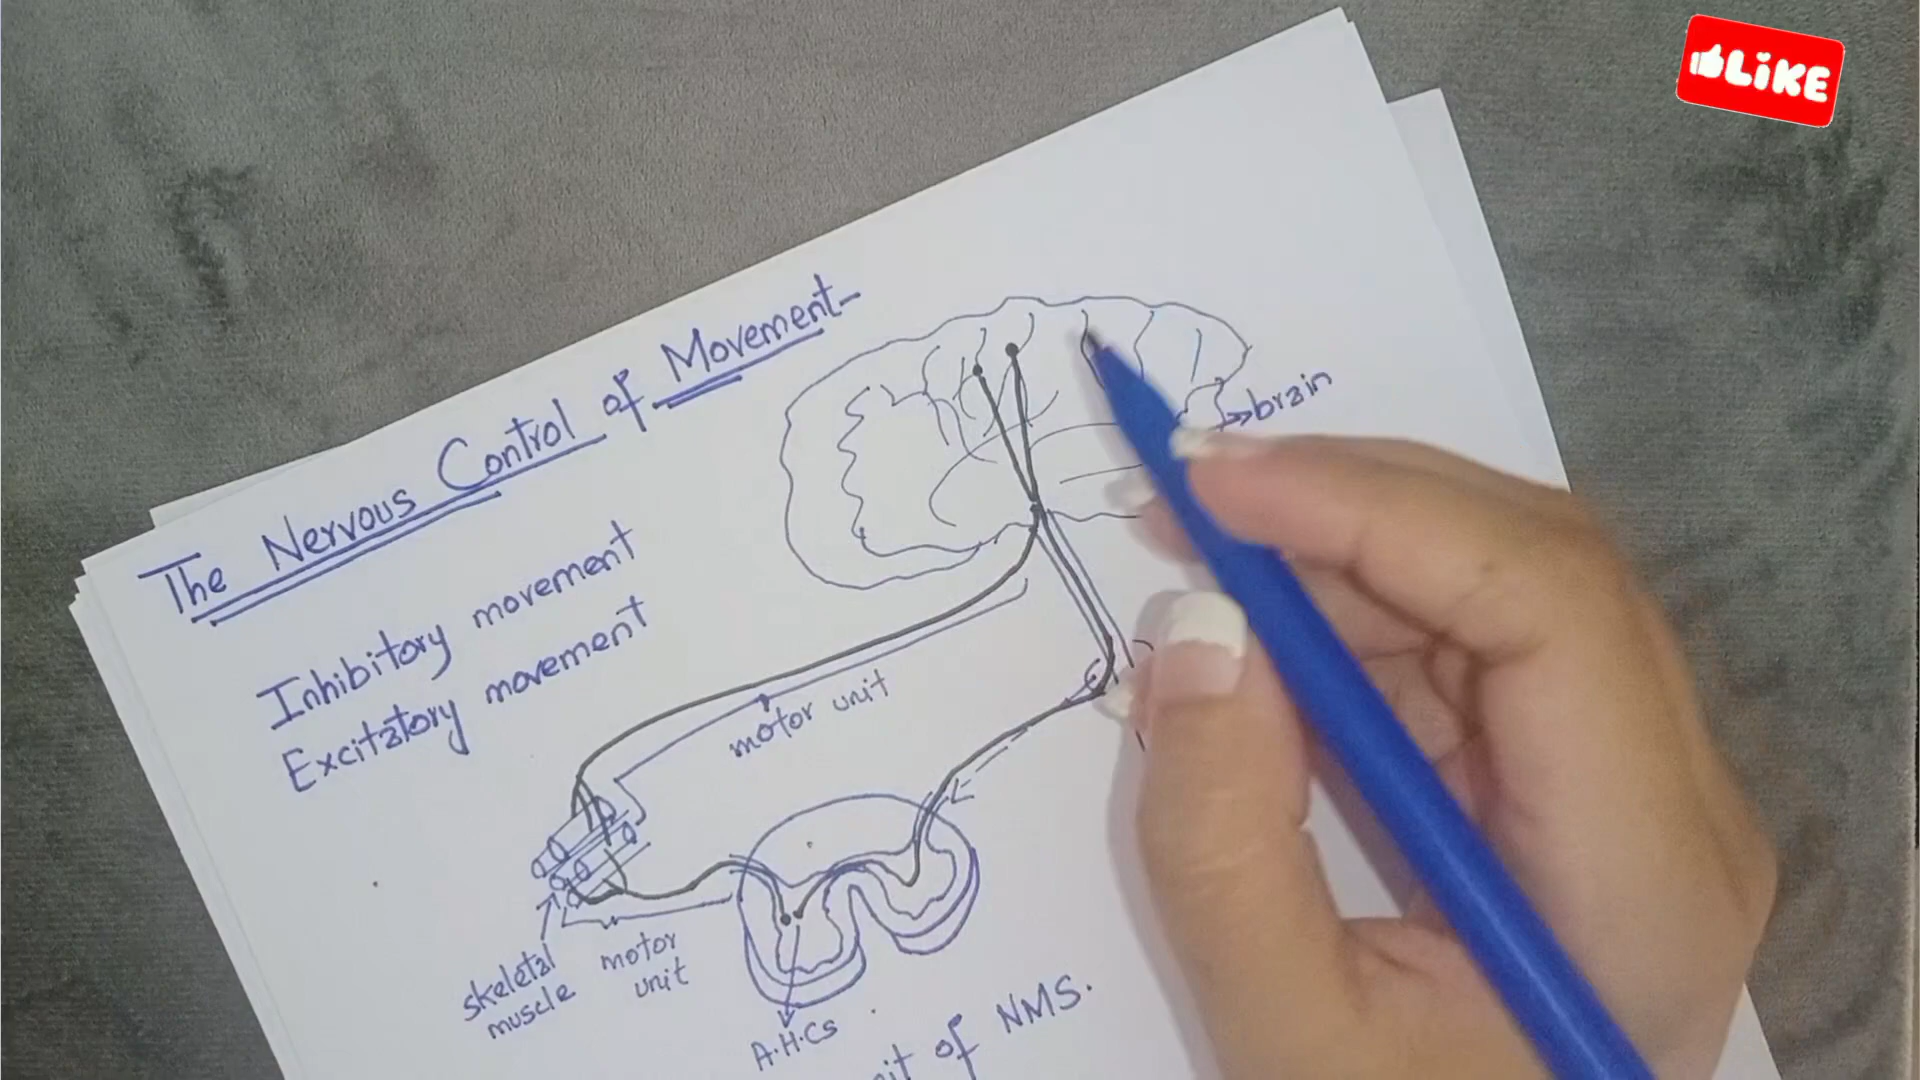 The Nervous Control of Movement-
Inhibitory movement
Excitatory movement
brain
motor unit
skeletal
muscle
motor
unit
A.H.Cs
of NMS.
LiKE